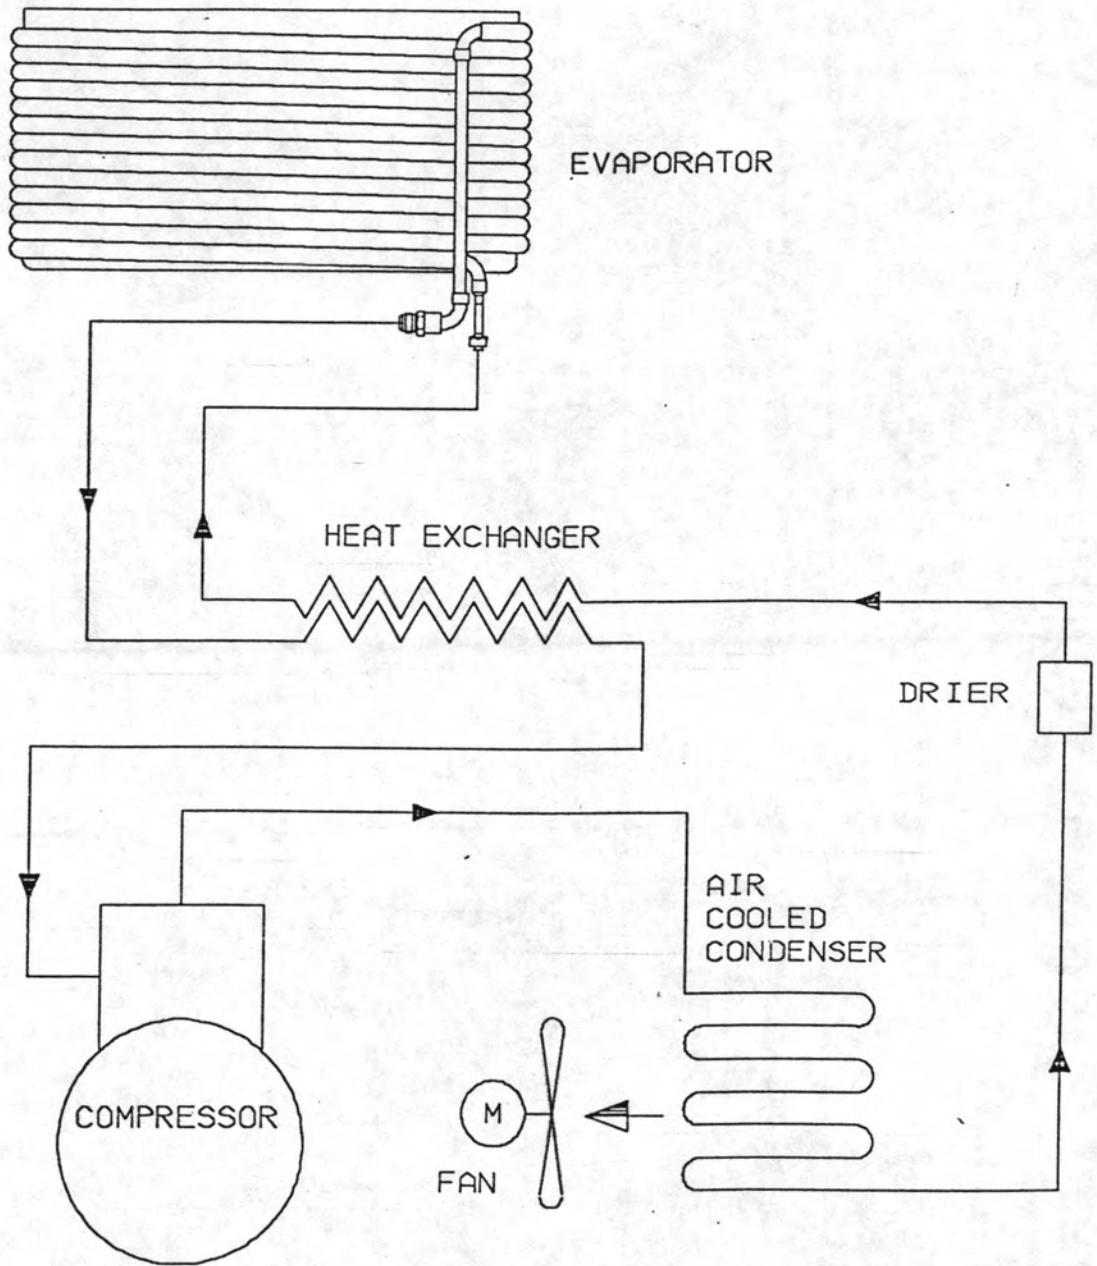 EVAPORATOR
HEAT EXCHANGER
DRIER
AIR
COOLED
CONDENSER
COMPRESSOR
M
FAN